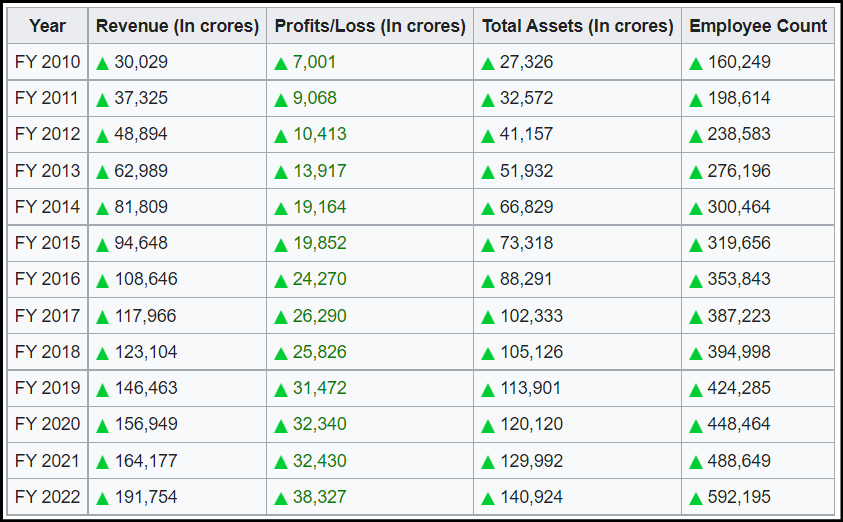 Year Revenue (In crores) Profits/Loss (In crores) Total Assets (In crores) Employee Count
FY 2010 ▲ 30,029 ▲ 7,001 ▲ 27,326 ▲ 160,249
FY 2011 ▲ 37,325 ▲ 9,068 ▲ 32,572 ▲ 198,614
FY 2012 ▲ 48,894 ▲ 10,413 ▲ 41,157 ▲ 238,583
FY 2013 ▲ 62,989 ▲ 13,917 ▲ 51,932 ▲ 276,196
FY 2014 ▲ 81,809 ▲ 19,164 ▲ 66,829 ▲ 300,464
FY 2015 ▲ 94,648 ▲ 19,852 ▲ 73,318 ▲ 319,656
FY 2016 ▲ 108,646 ▲ 24,270 ▲ 88,291 ▲ 353,843
FY 2017 ▲ 117,966 ▲ 26,290 ▲ 102,333 ▲ 387,223
FY 2018 ▲ 123,104 ▲ 25,826 ▲ 105,126 ▲ 394,998
FY 2019 ▲ 146,463 ▲ 31,472 ▲ 113,901 ▲ 424,285
FY 2020 ▲ 156,949 ▲ 32,340 ▲ 120,120 ▲ 448,464
FY 2021 ▲ 164,177 ▲ 32,430 ▲ 129,992 ▲ 488,649
FY 2022 ▲ 191,754 ▲ 38,327 ▲ 140,924 ▲ 592,195